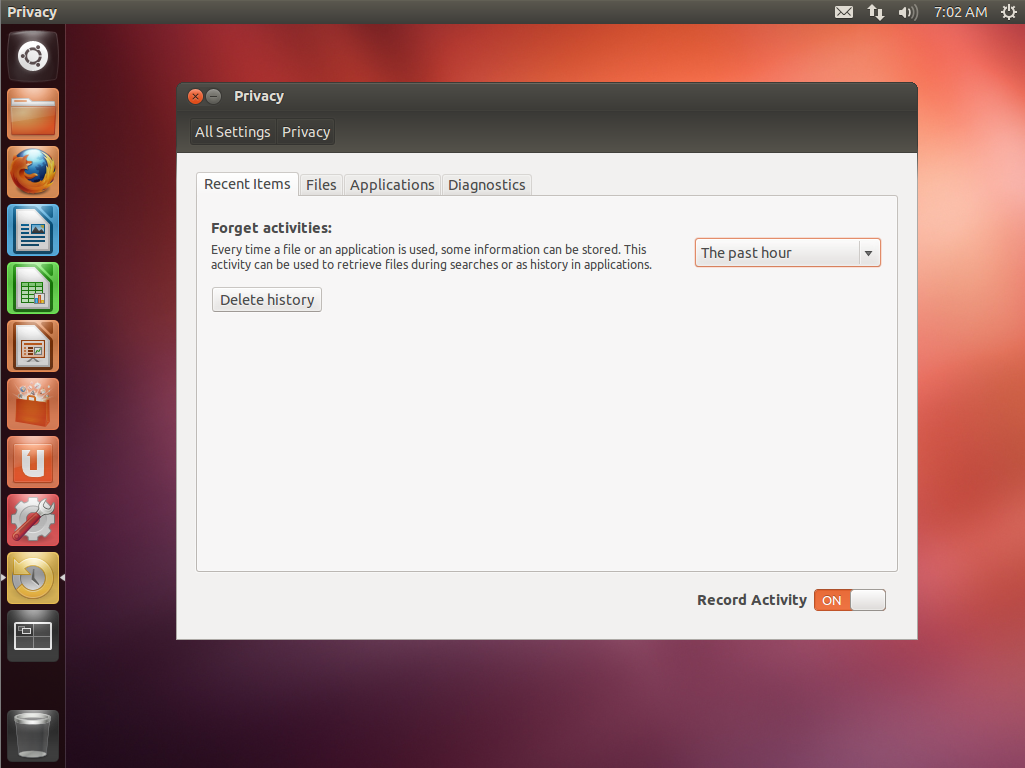 Privacy
7:02 AM
Privacy
All Settings Privacy
Recent Items Files Applications Diagnostics
Forget activities:
Every time a file or an application is used, some information can be stored. This
activity can be used to retrieve files during searches or as history in applications.
The past hour
Delete history
Record Activity ON